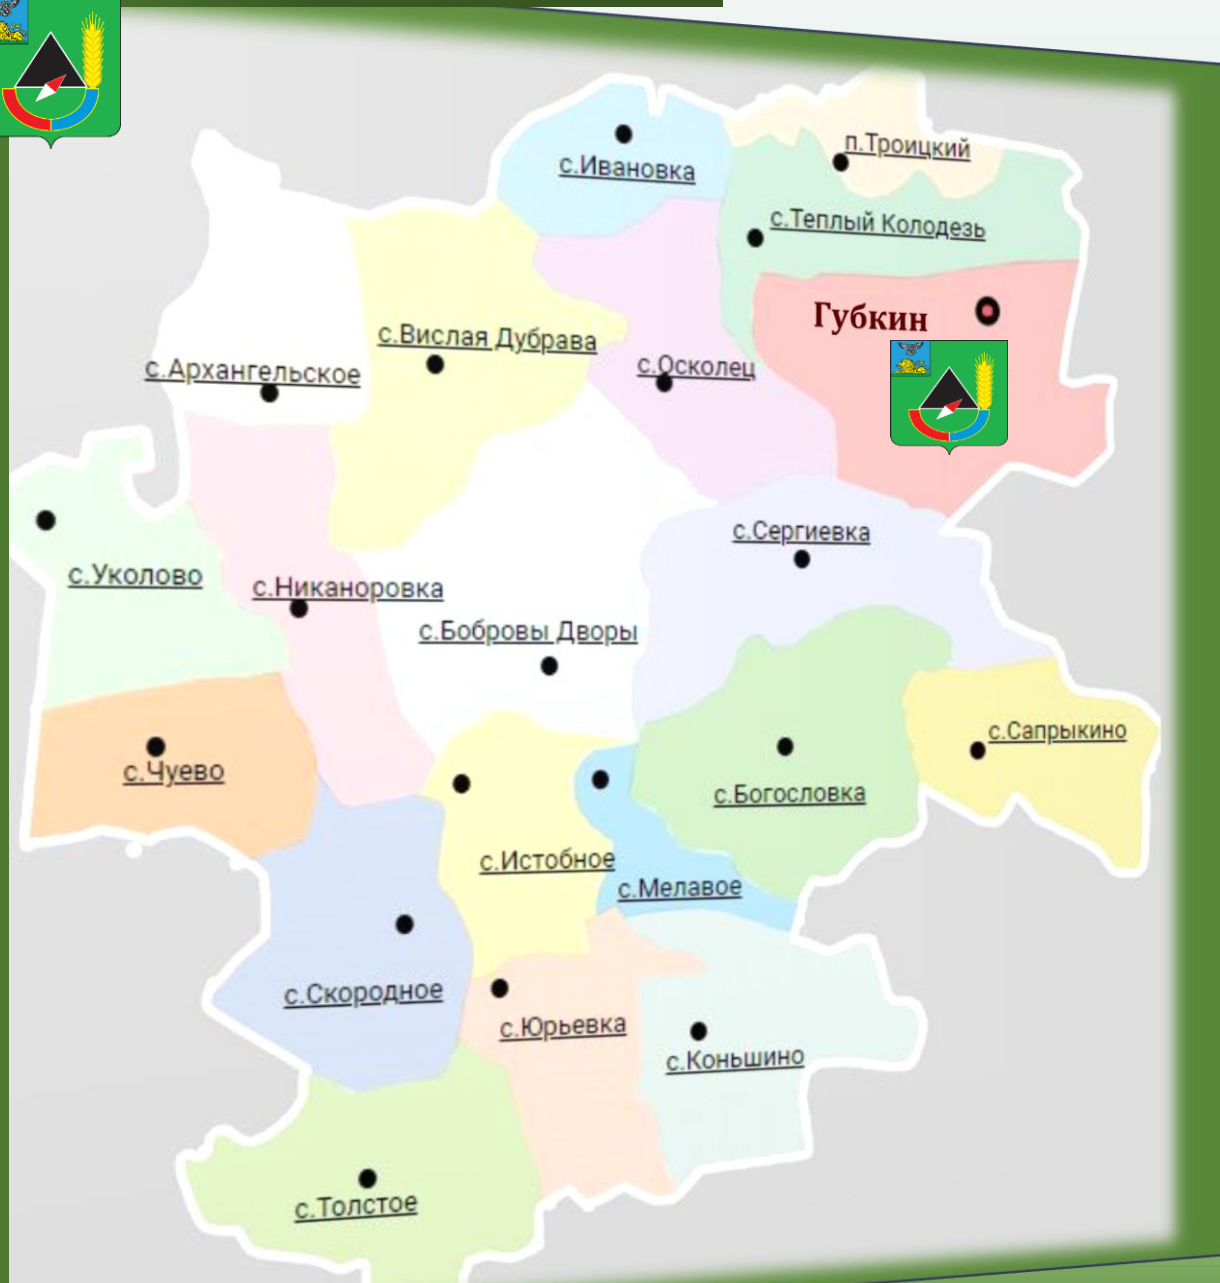 с.Ивановка
п.Троицкий
с.Теплый Колодезь
Губкин
с.Вислая Дубрава
с.Архангельское
с.Осколец
с.Сергиевка
с.Уколово
с.Никаноровка
с.Бобровы Дворы
с.Сапрыкино
с.Чуево
с.Богословка
с.Истобное
с.Мелавое
с.Скородное
с.Юрьевка
с.Коньшино
с.Толстое